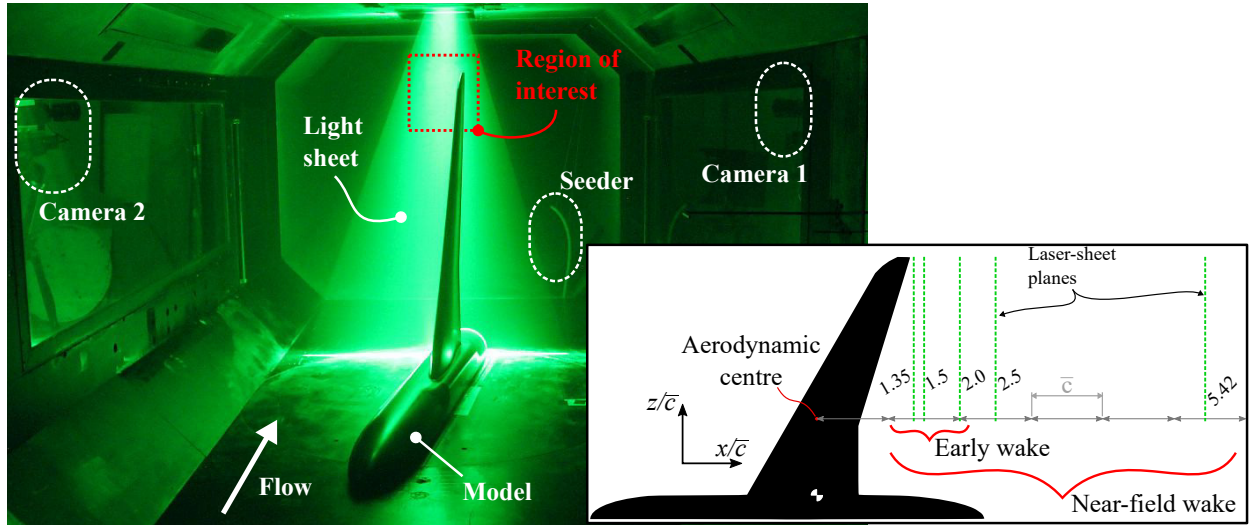 Region of
interest
Light
sheet
Camera 1
Seeder
Camera 2
Flow
Model
Laser-sheet
planes
Aerodynamic
centre
1.35
1.5
2.0
2.5
c̅
5.42
z/c̅
x/c̅
Early wake
Near-field wake